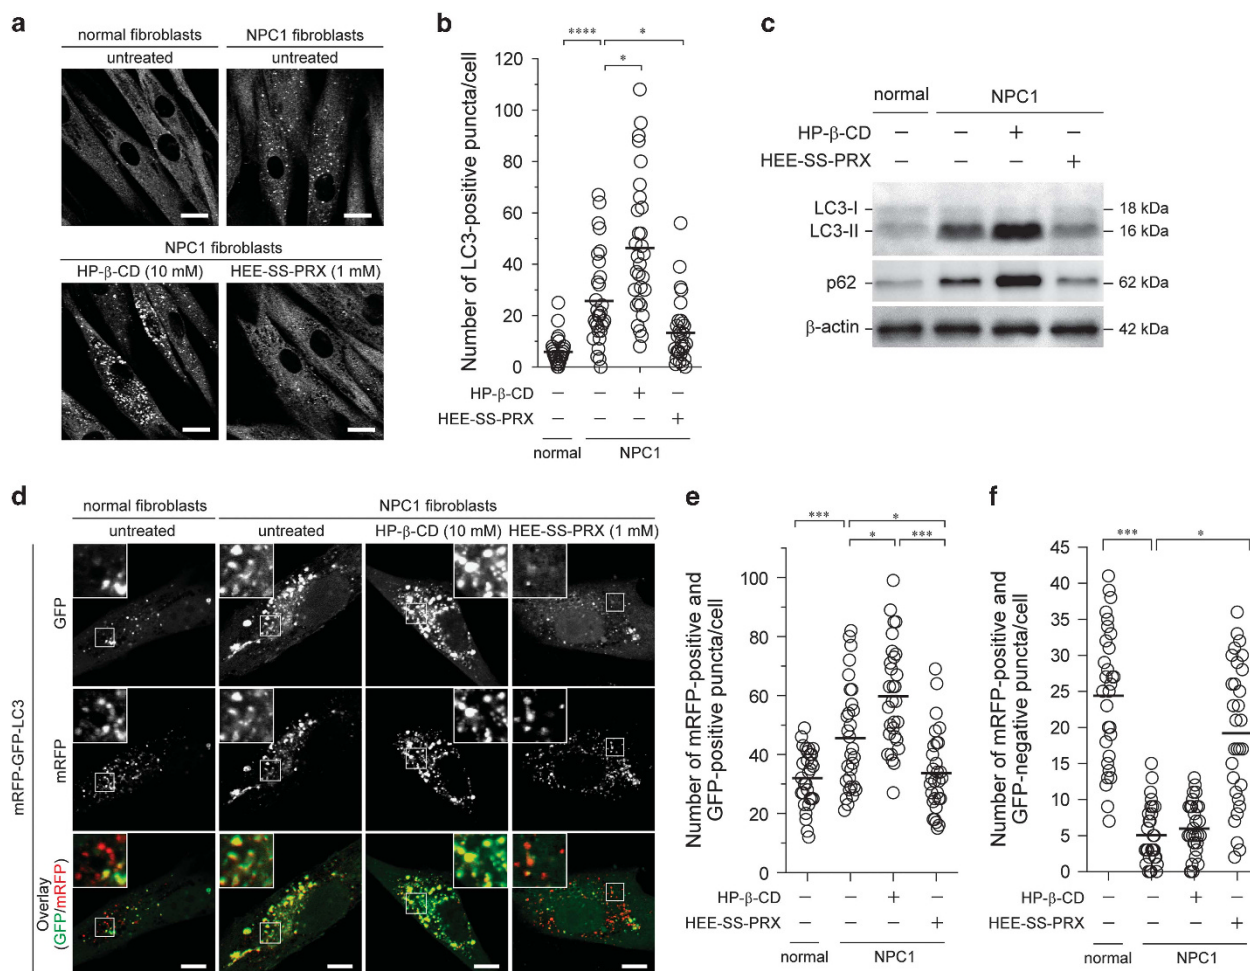 a
normal fibroblasts
NPC1 fibroblasts
untreated
untreated
NPC1 fibroblasts
HP-β-CD (10 mM)
HEE-SS-PRX (1 mM)
b
****
*
*
Number of LC3-positive puncta/cell
120
100
80
60
40
20
0
HP-β-CD − − + −
HEE-SS-PRX − − − +
normal
NPC1
c
normal
NPC1
HP-β-CD − − + −
HEE-SS-PRX − − − +
LC3-I
18 kDa
LC3-II
16 kDa
p62
62 kDa
β-actin
42 kDa
d
normal fibroblasts
NPC1 fibroblasts
untreated
untreated
HP-β-CD (10 mM)
HEE-SS-PRX (1 mM)
mRFP-GFP-LC3
GFP
mRFP
Overlay
(GFP/mRFP)
e
***
*
*
***
Number of mRFP-positive and
GFP-positive puncta/cell
100
80
60
40
20
0
HP-β-CD − − + −
HEE-SS-PRX − − − +
normal
NPC1
f
***
*
Number of mRFP-positive and
GFP-negative puncta/cell
45
40
35
30
25
20
15
10
5
0
HP-β-CD − − + −
HEE-SS-PRX − − − +
normal
NPC1